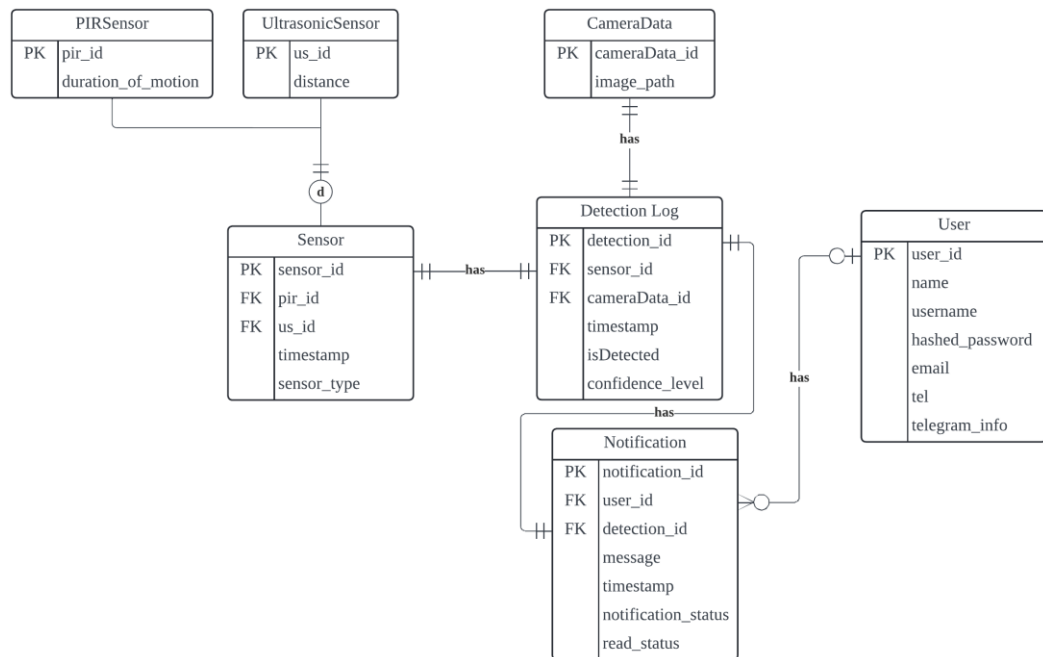 PIRSensor
PK pir_id
duration_of_motion
UltrasonicSensor
PK us_id
distance
CameraData
PK cameraData_id
image_path
has
d
Sensor
PK sensor_id
FK pir_id
FK us_id
timestamp
sensor_type
has
Detection Log
PK detection_id
FK sensor_id
FK cameraData_id
timestamp
isDetected
confidence_level
has
User
PK user_id
name
username
hashed_password
email
tel
telegram_info
has
Notification
PK notification_id
FK user_id
FK detection_id
message
timestamp
notification_status
read_status